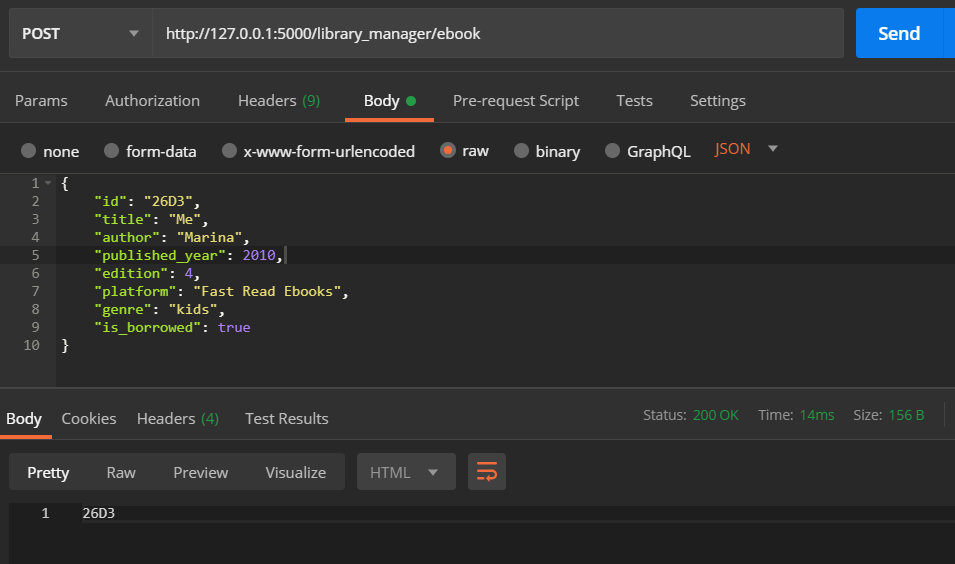 POST http://127.0.0.1:5000/library_manager/ebook Send
Params Authorization Headers (9) Body Pre-request Script Tests Settings
none form-data x-www-form-urlencoded raw binary GraphQL JSON
1 {
2 "id": "26D3",
3 "title": "Me",
4 "author": "Marina",
5 "published_year": 2010,
6 "edition": 4,
7 "platform": "Fast Read Ebooks",
8 "genre": "kids",
9 "is_borrowed": true
10 }
Body Cookies Headers (4) Test Results Status: 200 OK Time: 14ms Size: 156 B
Pretty Raw Preview Visualize HTML
1 26D3